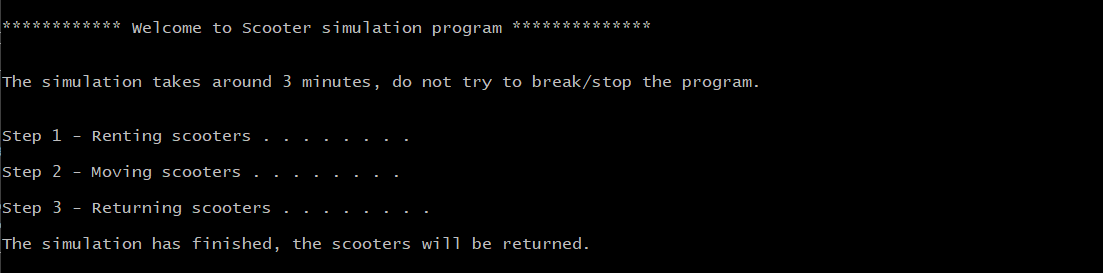 ************ Welcome to Scooter simulation program **************
The simulation takes around 3 minutes, do not try to break/stop the program.
Step 1 - Renting scooters . . . . . . . .
Step 2 - Moving scooters . . . . . . . .
Step 3 - Returning scooters . . . . . . . .
The simulation has finished, the scooters will be returned.